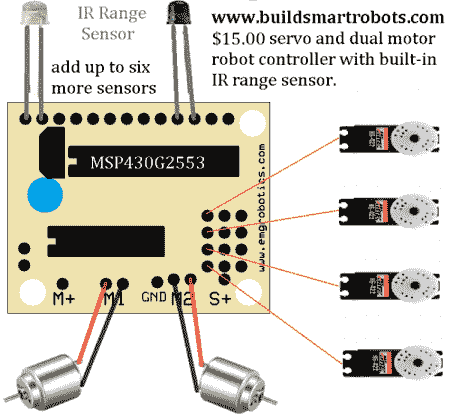 IR Range
Sensor
www.buildsmartrobots.com
$15.00 servo and dual motor
robot controller with built-in
IR range sensor.
add up to six
more sensors
MSP430G2553
www.emgrobotics.com
M+
M1
GND
M2
S+